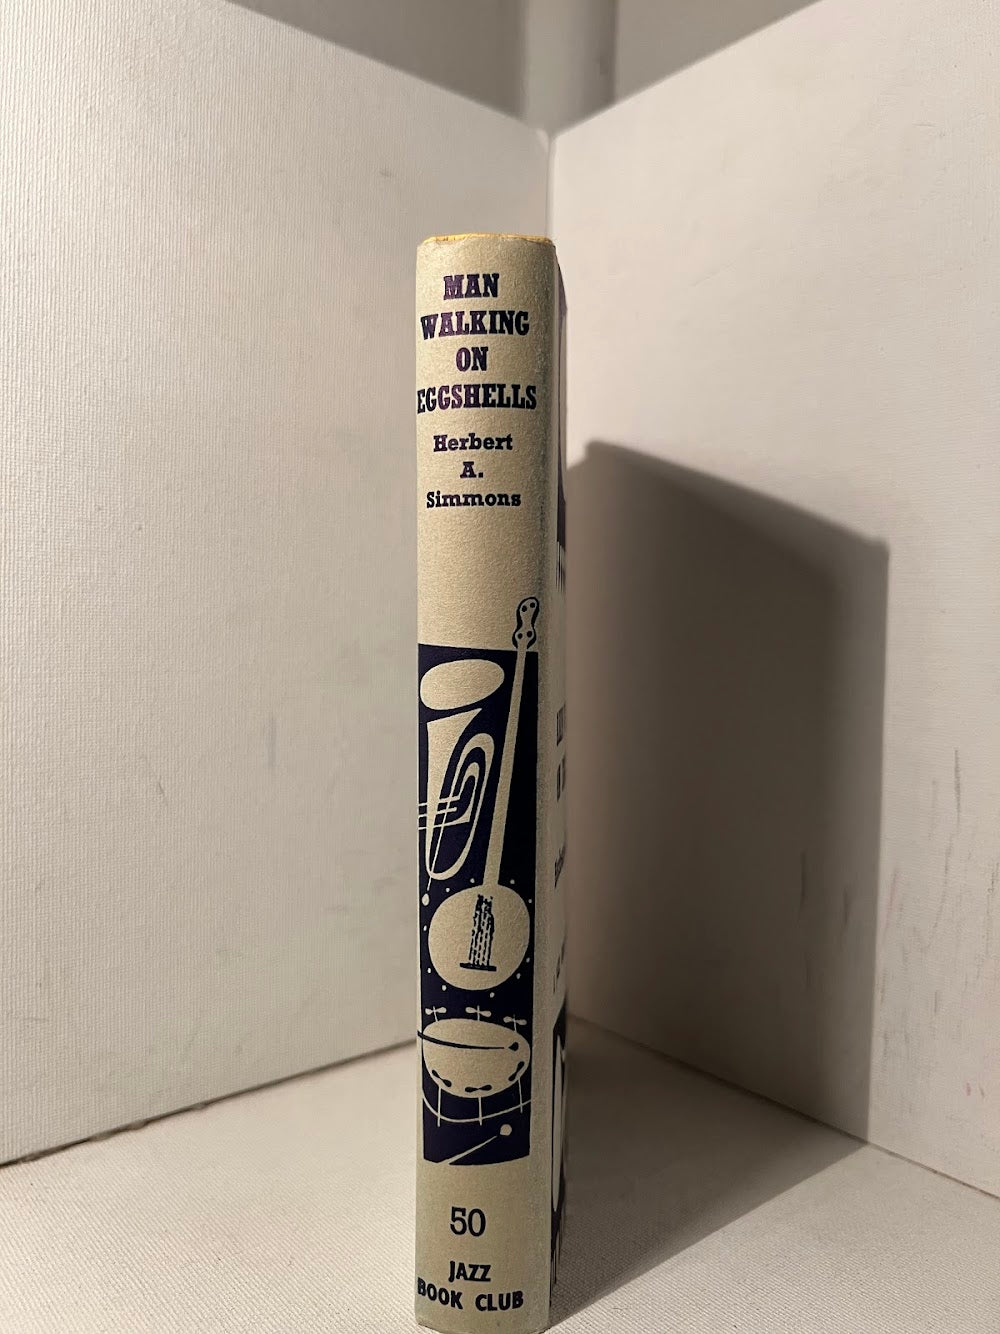 MAN
WALKING
ON
EGGSHELLS
Herbert
A.
Simmons
50
JAZZ
BOOK CLUB